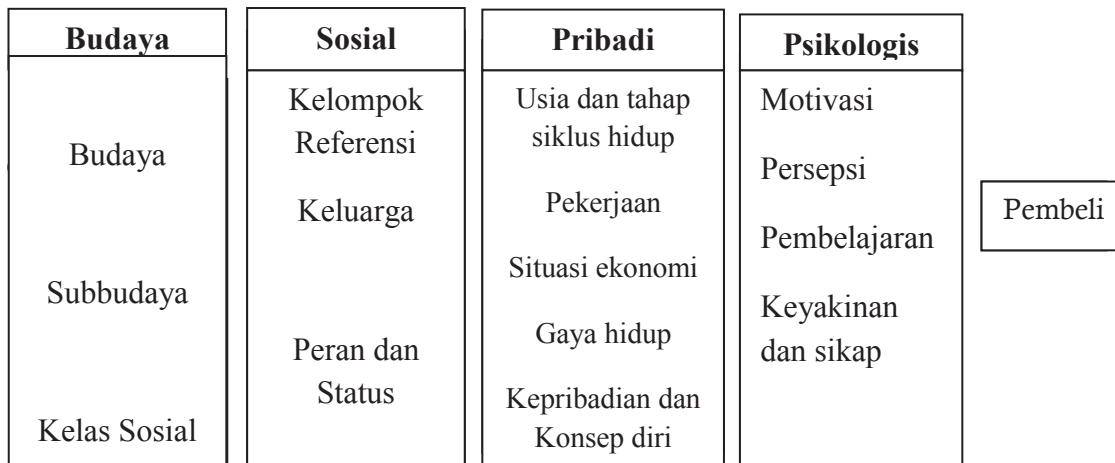 Budaya
Budaya
Subbudaya
Kelas Sosial
Sosial
Kelompok
Referensi
Keluarga
Peran dan
Status
Pribadi
Usia dan tahap
siklus hidup
Pekerjaan
Situasi ekonomi
Gaya hidup
Kepribadian dan
Konsep diri
Psikologis
Motivasi
Persepsi
Pembelajaran
Keyakinan
dan sikap
Pembeli